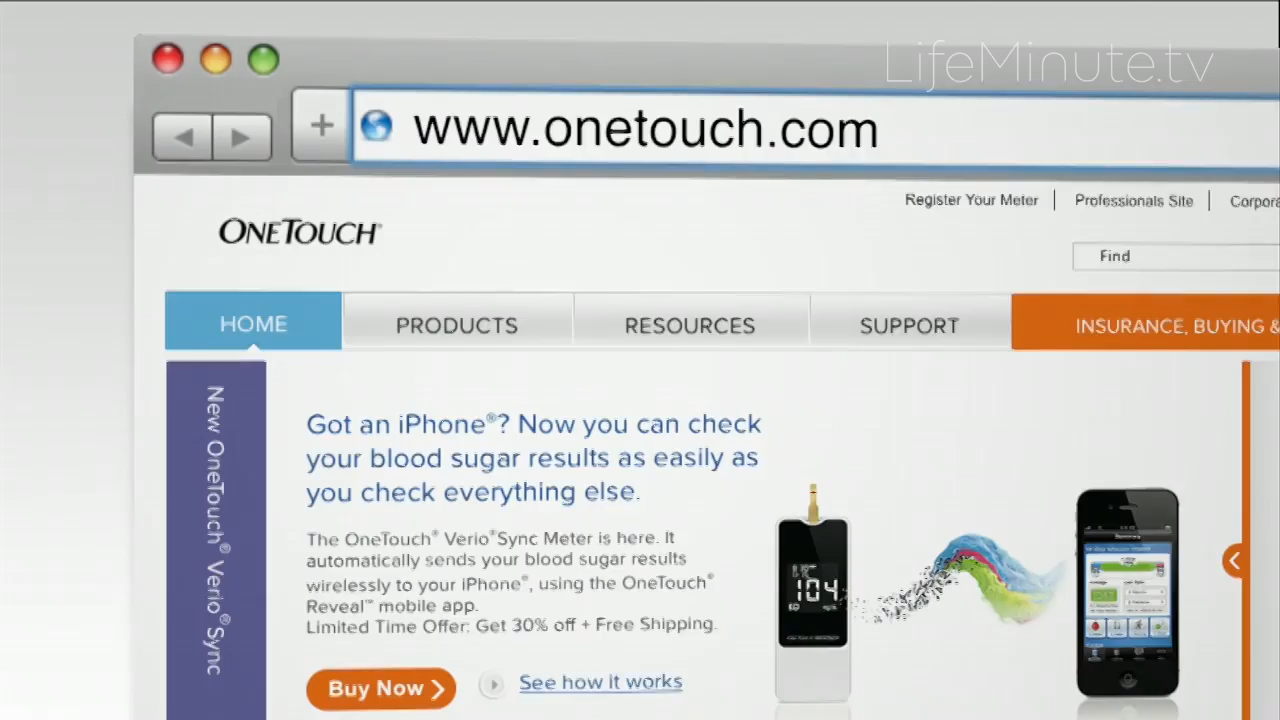 LifeMinute.tv
www.onetouch.com
Register Your Meter
Professionals Site
ONETOUCH®
Find
HOME
PRODUCTS
RESOURCES
SUPPORT
INSURANCE, BUYING &
New OneTouch® Verio®Sync
Got an iPhone®? Now you can check
your blood sugar results as easily as
you check everything else.
The OneTouch® Verio®Sync Meter is here. It
automatically sends your blood sugar results
wirelessly to your iPhone®, using the OneTouch®
Reveal™ mobile app.
Limited Time Offer: Get 30% off + Free Shipping.
104
Buy Now
See how it works